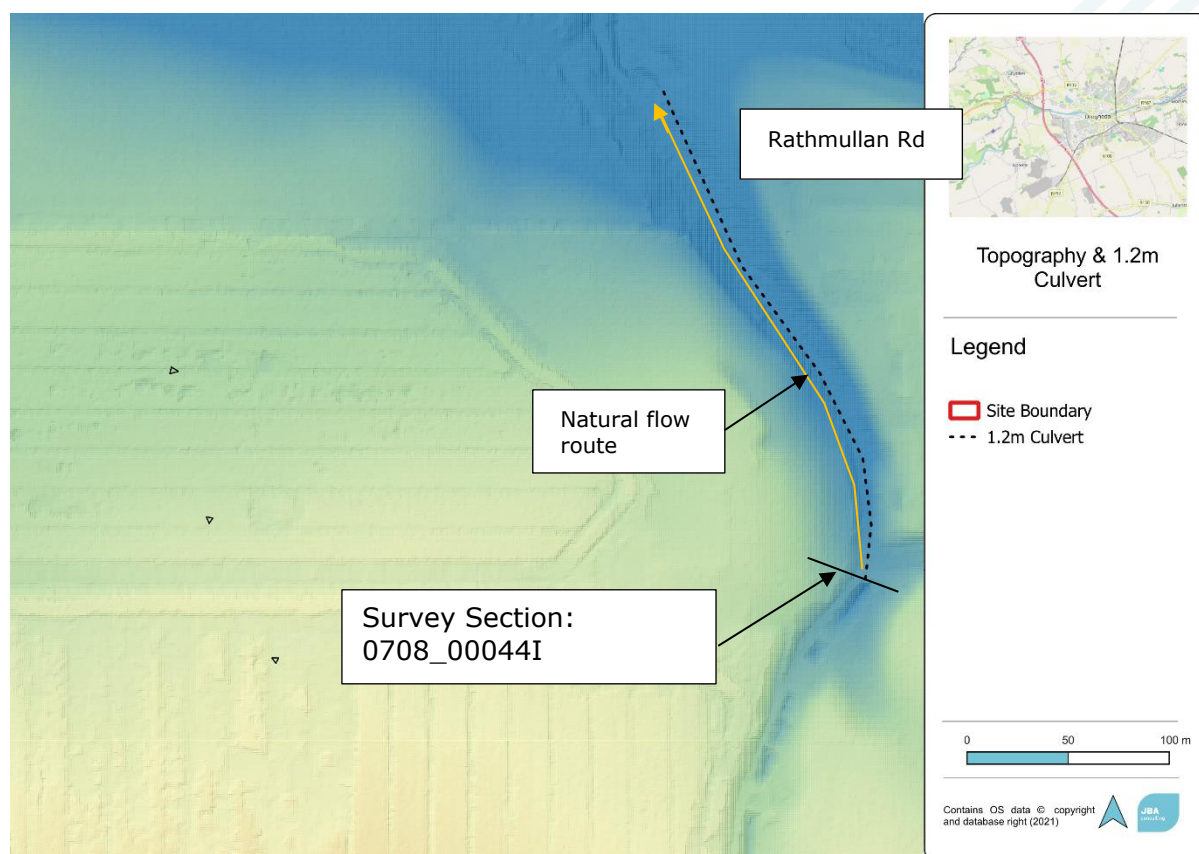 Rathmullan Rd
Natural flow
route
Survey Section:
0708_00044I
Drogheda
Topography & 1.2m
Culvert
Legend
Site Boundary
1.2m Culvert
0
50
100 m
Contains OS data © copyright
and database right (2021)
JBA
consulting